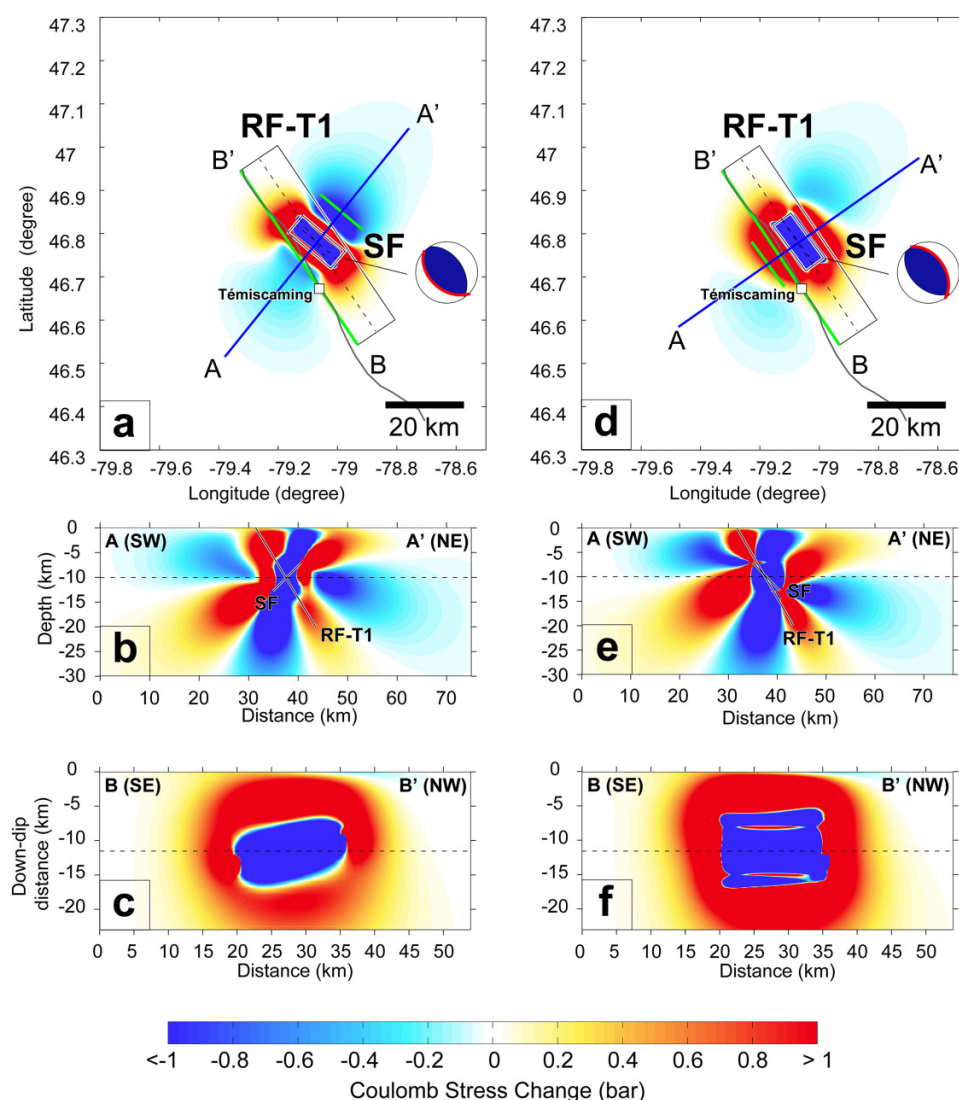 47.3
47.2
47.1
47
46.9
46.8
46.7
46.6
46.5
46.4
46.3
Latitude (degree)
RF-T1
A’
B’
SF
Témiscaming
A
B
20 km
a
-79.8 -79.6 -79.4 -79.2 -79 -78.8 -78.6
Longitude (degree)
47.3
47.2
47.1
47
46.9
46.8
46.7
46.6
46.5
46.4
46.3
RF-T1
B’
A’
SF
Témiscaming
A
B
20 km
d
-79.8 -79.6 -79.4 -79.2 -79 -78.8 -78.6
Longitude (degree)
0
-5
-10
-15
-20
-25
-30
Depth (km)
A (SW) A’ (NE)
SF
RF-T1
b
0 10 20 30 40 50 60 70
Distance (km)
0
-5
-10
-15
-20
-25
-30
A (SW) A’ (NE)
SF
RF-T1
e
0 10 20 30 40 50 60 70
Distance (km)
0
-5
-10
-15
-20
Down-dip
distance (km)
B (SE) B’ (NW)
c
0 5 10 15 20 25 30 35 40 45 50
Distance (km)
0
-5
-10
-15
-20
B (SE) B’ (NW)
f
0 5 10 15 20 25 30 35 40 45 50
Distance (km)
<-1 -0.8 -0.6 -0.4 -0.2 0 0.2 0.4 0.6 0.8 > 1
Coulomb Stress Change (bar)